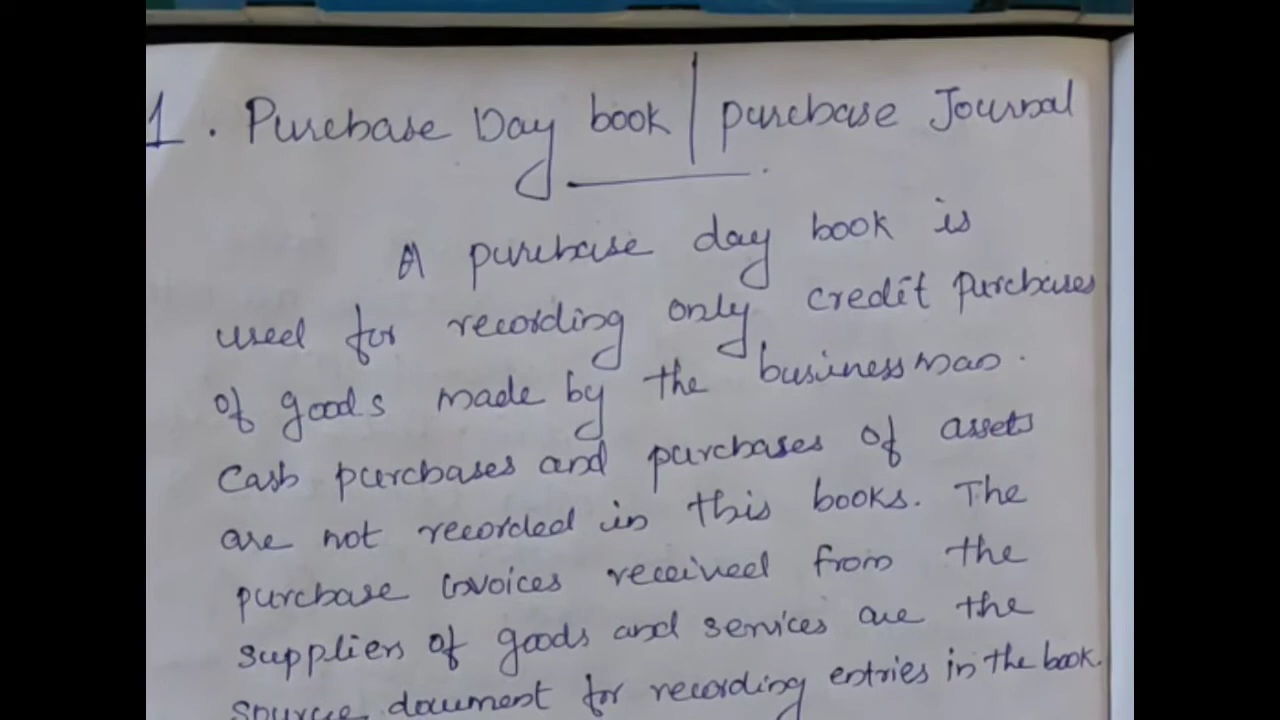 1. Purchase Day book | purchase Journal
A purchase day book is
used for recording only credit purchases
of goods made by the businessman.
Cash purchases and purchases of assets
are not recorded in this books. The
purchase invoices received from the
suppliers of goods and services are the
source document for recording entries in the book.